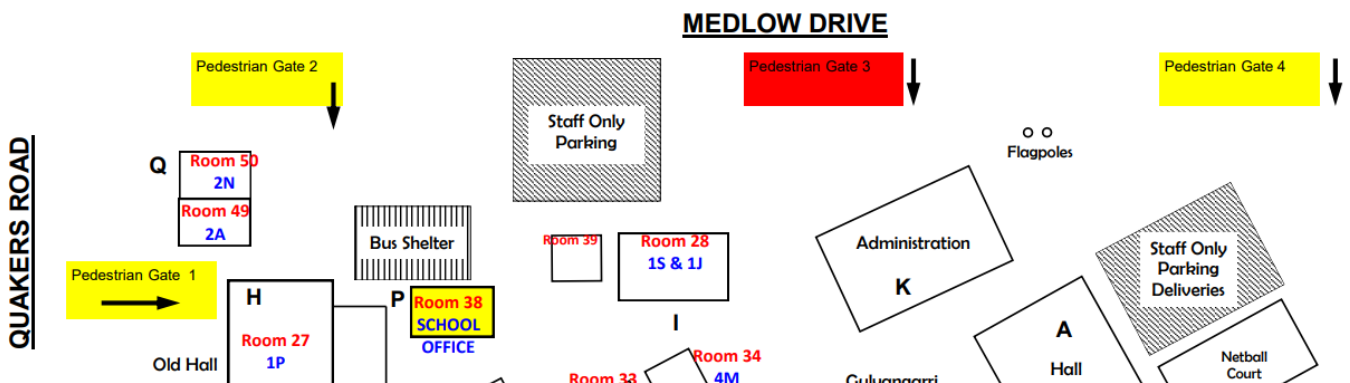 MEDLOW DRIVE
Pedestrian Gate 2
Pedestrian Gate 3
Pedestrian Gate 4
Staff Only
Parking
Flagpoles
QUAKERS ROAD
Q
Room 50
2N
Room 49
2A
Bus Shelter
Room 39
Room 28
1S & 1J
Administration
K
Staff Only
Parking
Deliveries
Pedestrian Gate 1
H
P
Room 38
SCHOOL
OFFICE
I
A
Hall
Room 27
1P
Old Hall
Room 34
4M
Room 33
Netball
Court